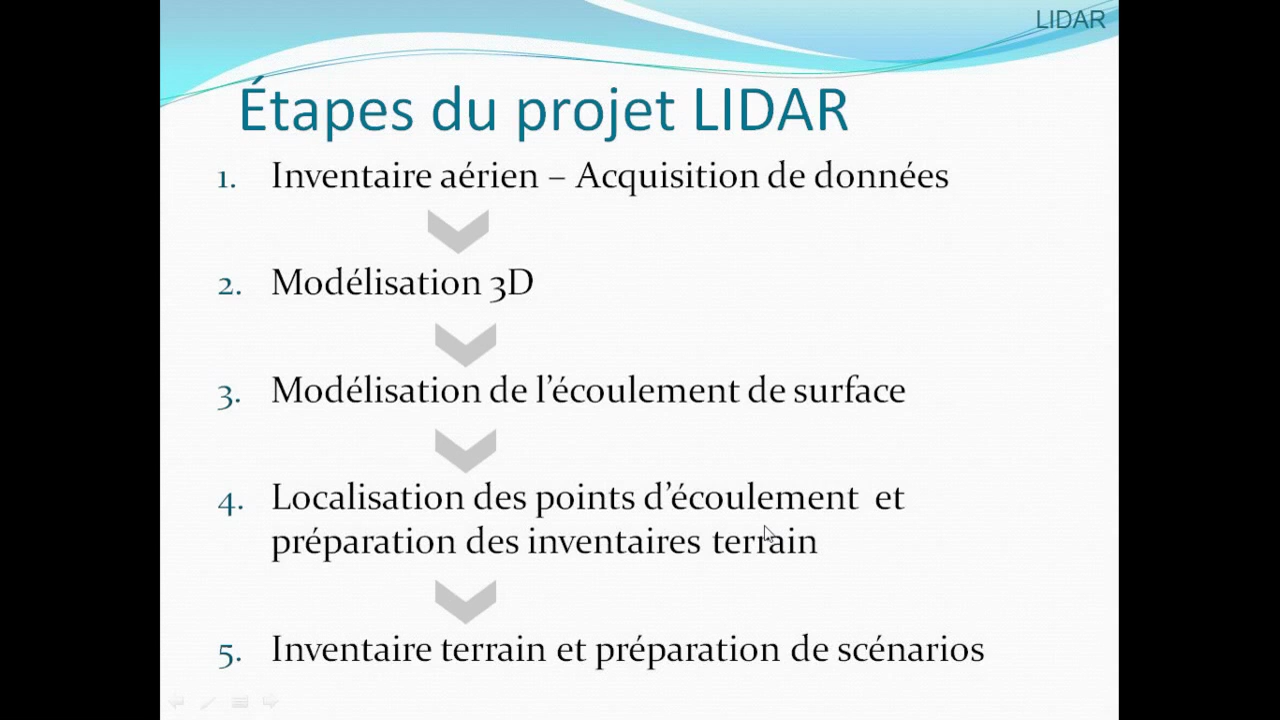 LIDAR
Étapes du projet LIDAR
1. Inventaire aérien – Acquisition de données
2. Modélisation 3D
3. Modélisation de l’écoulement de surface
4. Localisation des points d’écoulement et
préparation des inventaires terrain
5. Inventaire terrain et préparation de scénarios